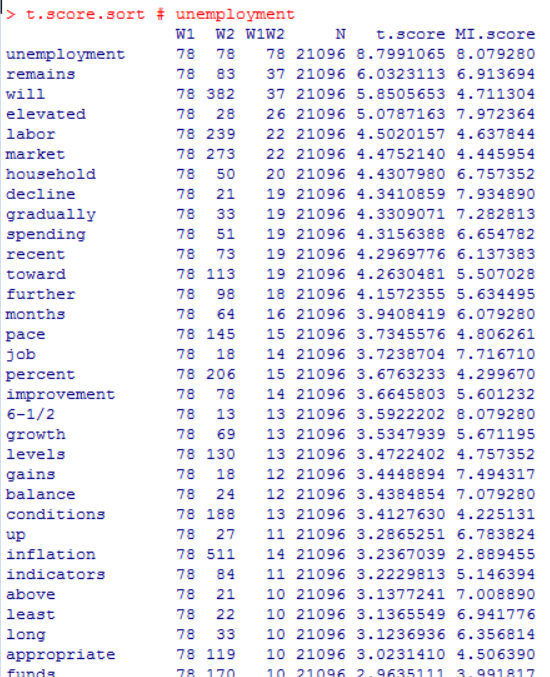 > t.score.sort # unemployment
W1 W2 W1W2 N t.score MI.score
unemployment 78 78 78 21096 8.7991065 8.079280
remains 78 83 37 21096 6.0323113 6.913694
will 78 382 37 21096 5.8505653 4.711304
elevated 78 28 26 21096 5.0787163 7.972364
labor 78 239 22 21096 4.5020157 4.637844
market 78 273 22 21096 4.4752140 4.445954
household 78 50 20 21096 4.4307980 6.757352
decline 78 21 19 21096 4.3410859 7.934890
gradually 78 33 19 21096 4.3309071 7.282813
spending 78 51 19 21096 4.3156388 6.654782
recent 78 73 19 21096 4.2969776 6.137383
toward 78 113 19 21096 4.2630481 5.507028
further 78 98 18 21096 4.1572355 5.634495
months 78 64 16 21096 3.9408419 6.079280
pace 78 145 15 21096 3.7345576 4.806261
job 78 18 14 21096 3.7238704 7.716710
percent 78 206 15 21096 3.6763233 4.299670
improvement 78 78 14 21096 3.6645803 5.601232
6-1/2 78 13 13 21096 3.5922202 8.079280
growth 78 69 13 21096 3.5347939 5.671195
levels 78 130 13 21096 3.4722402 4.757352
gains 78 18 12 21096 3.4448894 7.494317
balance 78 24 12 21096 3.4384854 7.079280
conditions 78 188 13 21096 3.4127630 4.225131
up 78 27 11 21096 3.2865251 6.783824
inflation 78 511 14 21096 3.2367039 2.889455
indicators 78 84 11 21096 3.2229813 5.146394
above 78 21 10 21096 3.1377241 7.008890
least 78 22 10 21096 3.1365549 6.941776
long 78 33 10 21096 3.1236936 6.356814
appropriate 78 119 10 21096 3.0231410 4.506390
funds 78 170 10 21096 2.9635111 3.991817